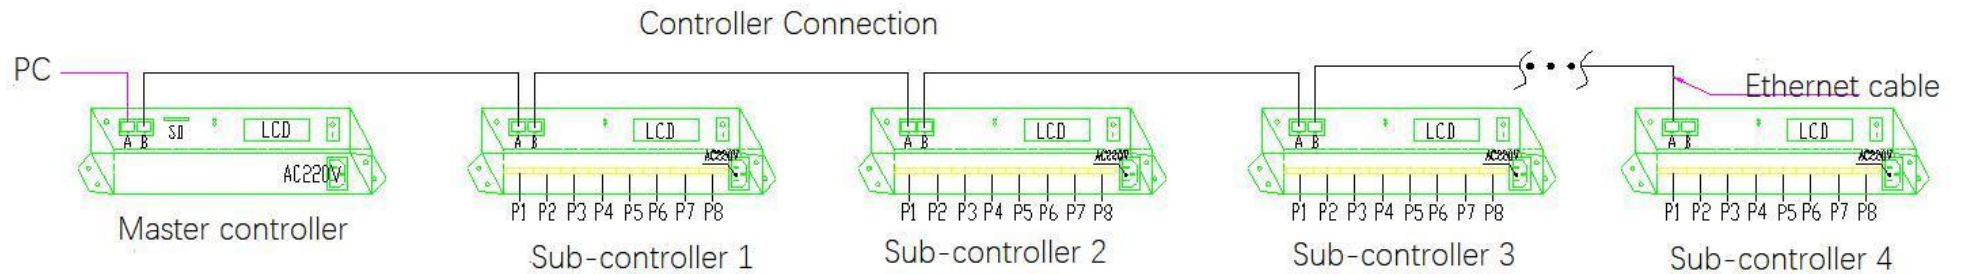 Controller Connection
PC
Ethernet cable
A B SD LCD
AC220V
Master controller
A B LCD
AC220V
P1 P2 P3 P4 P5 P6 P7 P8
Sub-controller 1
A B LCD
AC220V
P1 P2 P3 P4 P5 P6 P7 P8
Sub-controller 2
A B LCD
AC220V
P1 P2 P3 P4 P5 P6 P7 P8
Sub-controller 3
A B LCD
AC220V
P1 P2 P3 P4 P5 P6 P7 P8
Sub-controller 4